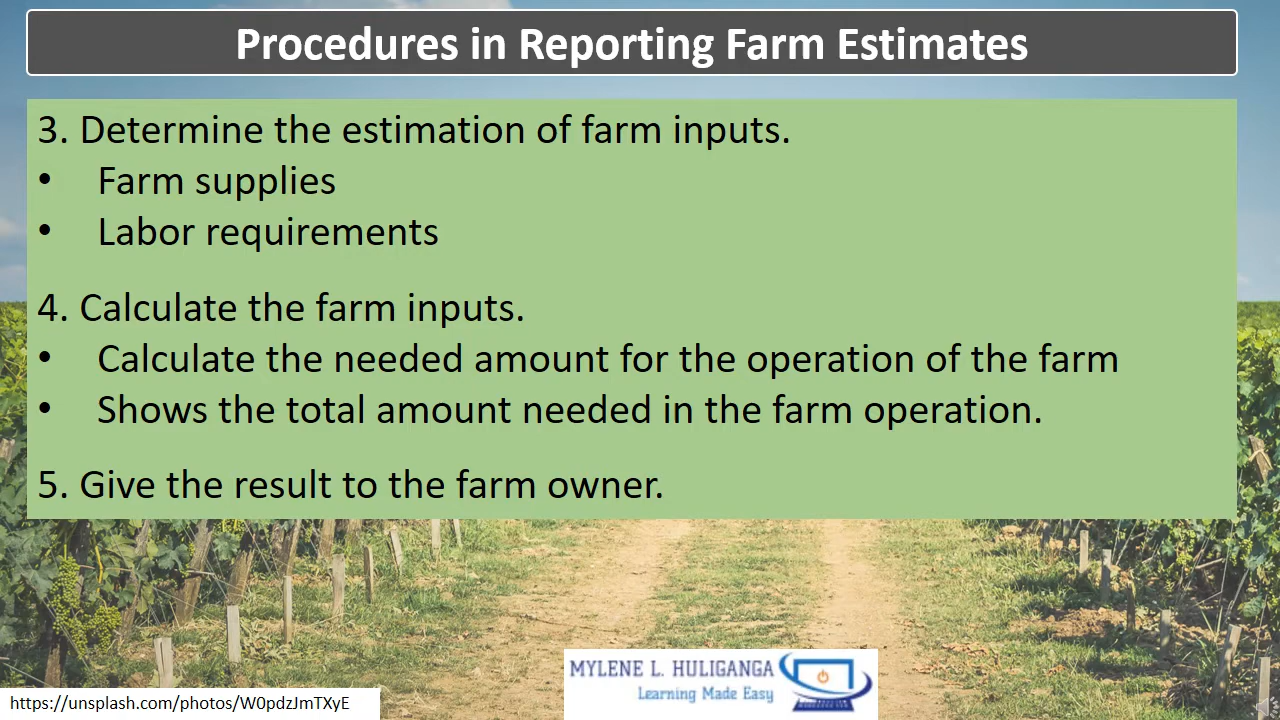 Procedures in Reporting Farm Estimates
3. Determine the estimation of farm inputs.
• Farm supplies
• Labor requirements
4. Calculate the farm inputs.
• Calculate the needed amount for the operation of the farm
• Shows the total amount needed in the farm operation.
5. Give the result to the farm owner.
MYLENE L. HULIGANGA
Learning Made Easy
https://unsplash.com/photos/W0pdzJmTXyE